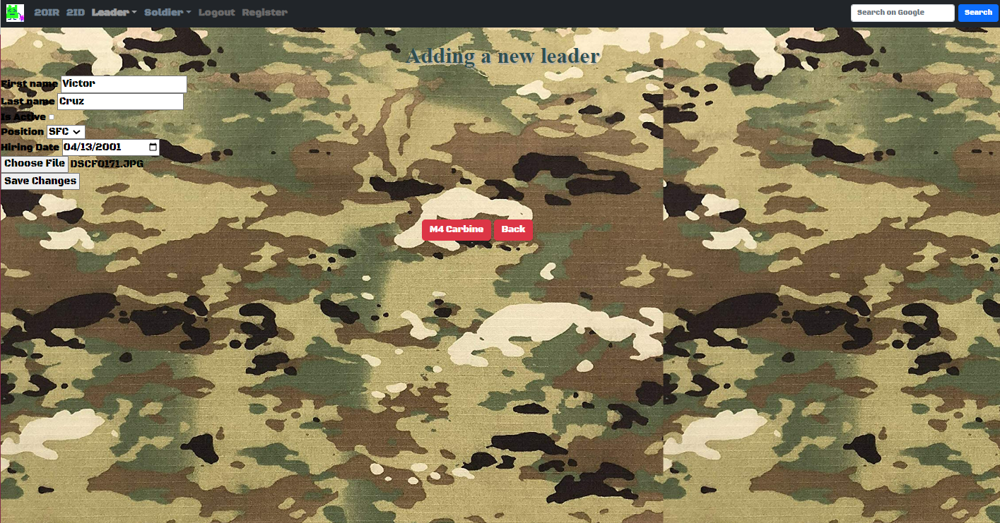 20IR 2ID Leader Soldier Logout Register Search on Google Search
Adding a new leader
First name Victor
Last name Cruz
Is Active
Position SFC
Hiring Date 04/13/2001
Choose File DSCF0171.JPG
Save Changes
M4 Carbine Back